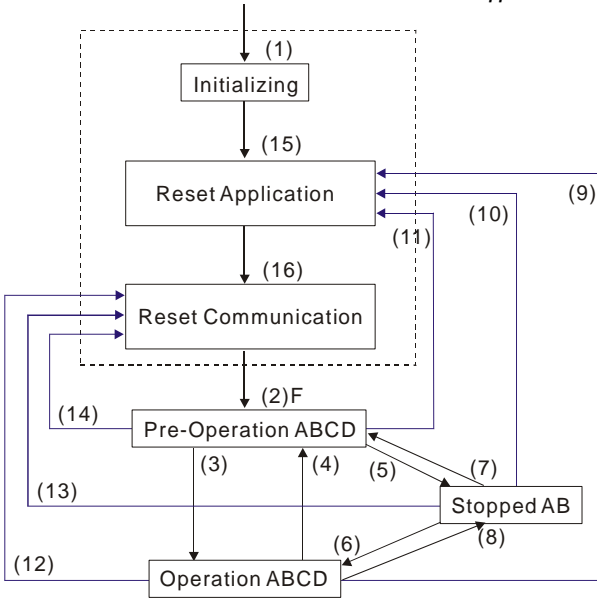 (1)
Initializing
(15)
Reset Application
(9)
(10)
(11)
(16)
Reset Communication
(2)F
(14)
Pre-Operation ABCD
(3)
(4)
(5)
(7)
(13)
Stopped AB
(6)
(8)
(12)
Operation ABCD